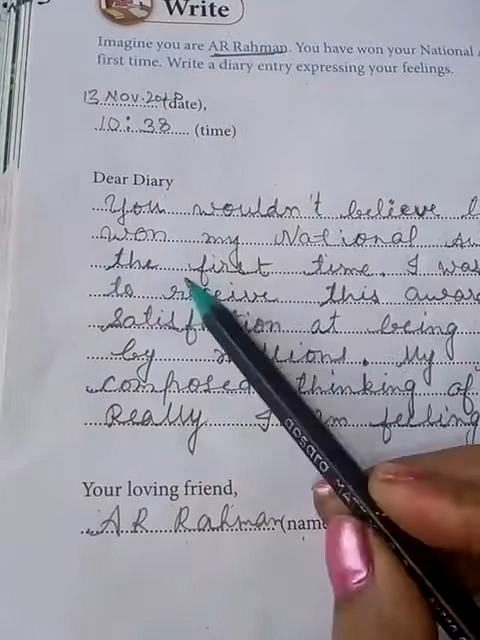 Write
Imagine you are AR Rahman. You have won your National
first time. Write a diary entry expressing your feelings.
13 Nov. 2018 (date),
10:38 (time)
Dear Diary
You wouldn't believe
won my National
the first time. I was
to receive this award
Satisfaction at being
by millions. My
composed thinking of
Really I am feeling
Your loving friend,
A R Rahman (name
apsara